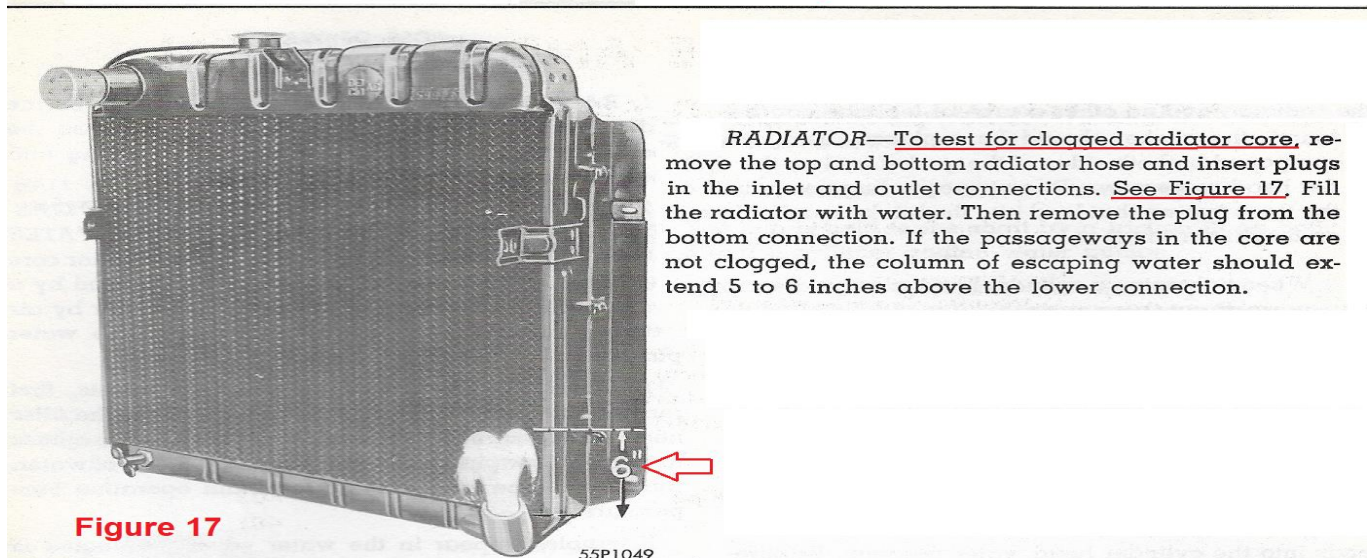 RADIATOR—To test for clogged radiator core, re-
move the top and bottom radiator hose and insert plugs
in the inlet and outlet connections. See Figure 17. Fill
the radiator with water. Then remove the plug from the
bottom connection. If the passageways in the core are
not clogged, the column of escaping water should ex-
tend 5 to 6 inches above the lower connection.
6"
Figure 17
55P1049